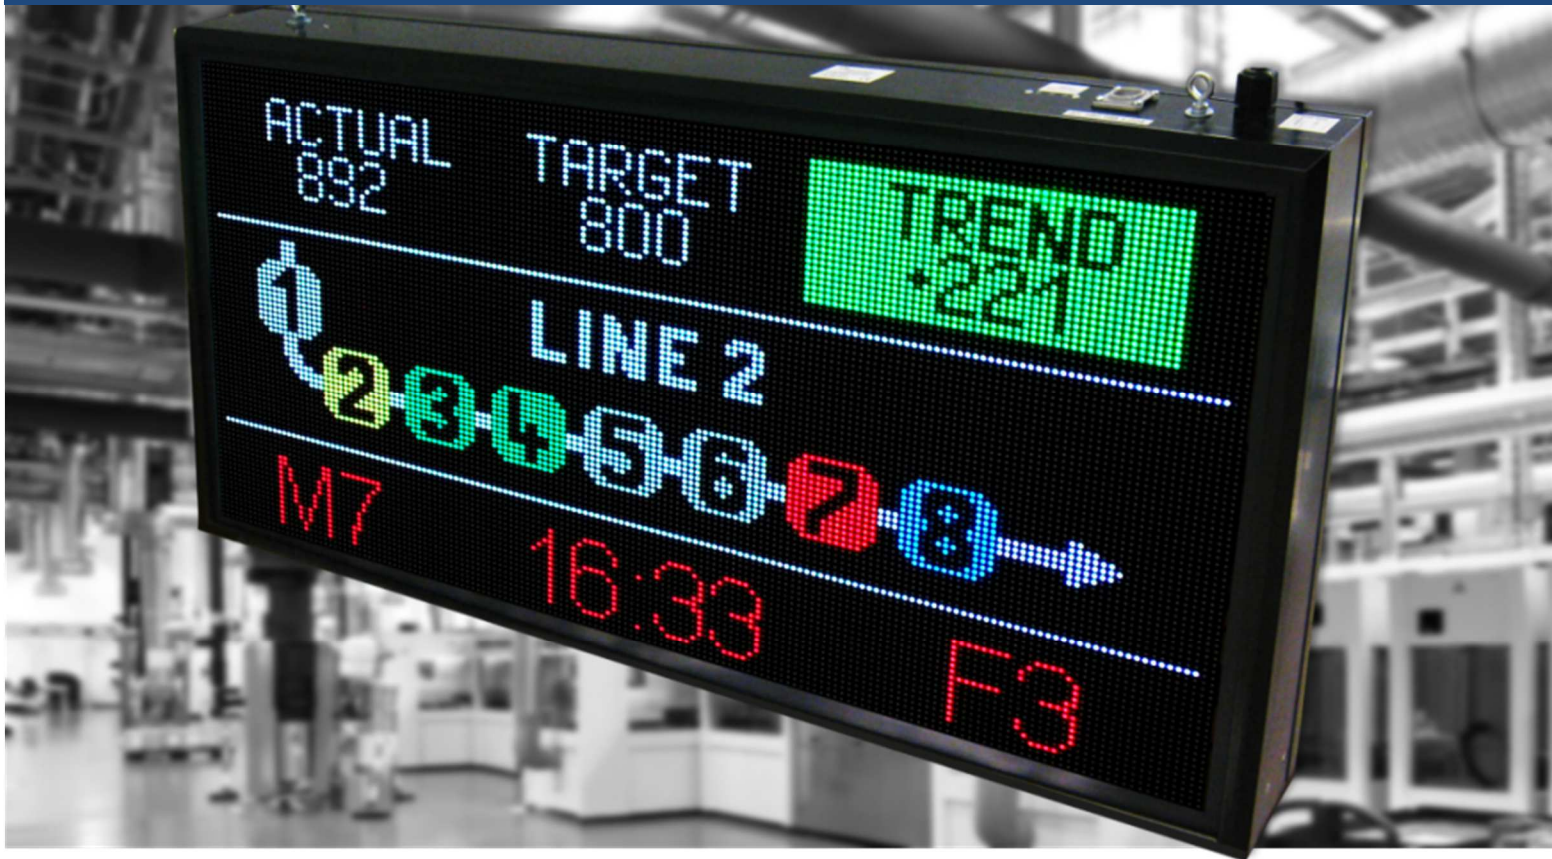 ACTUAL
892
TARGET
800
TREND
+221
LINE 2
1 2 3 4 5 6 7 8
M7 16:33 F3